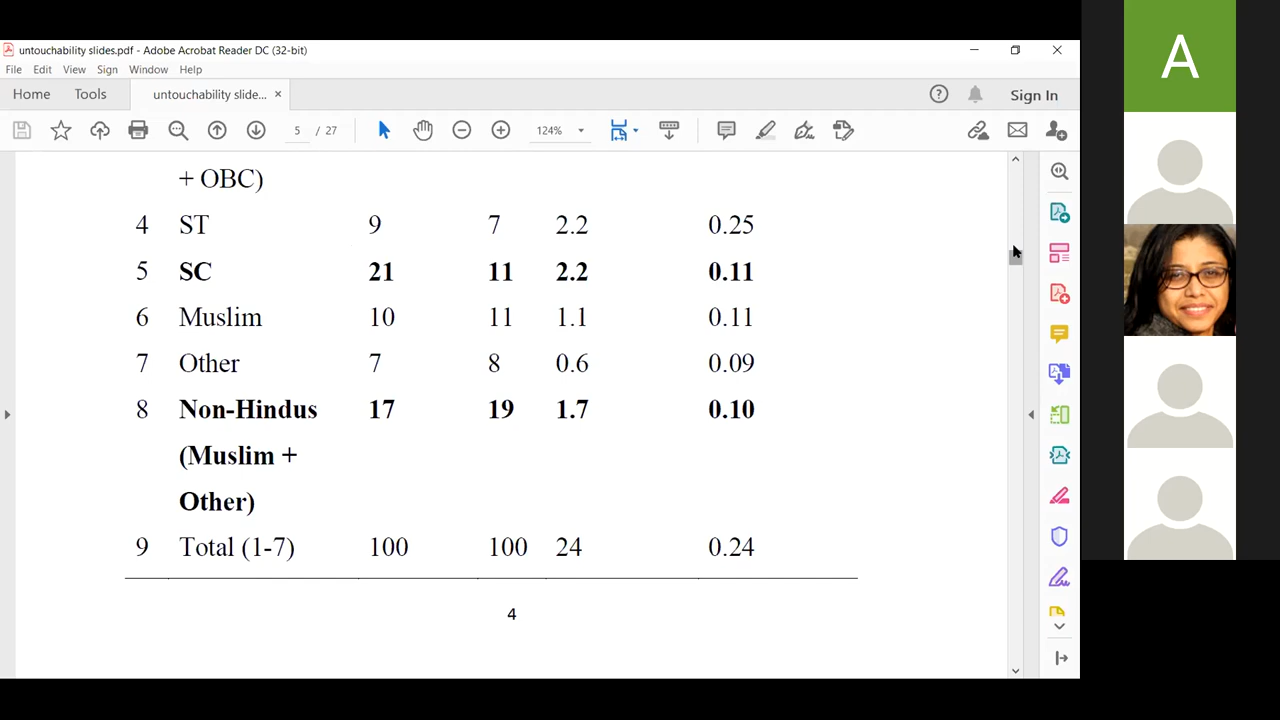 untouchability slides.pdf - Adobe Acrobat Reader DC (32-bit)
File Edit View Sign Window Help
Home Tools untouchability slide... × Sign In
5 / 27 124%
+ OBC)
4 ST 9 7 2.2 0.25
5 SC 21 11 2.2 0.11
6 Muslim 10 11 1.1 0.11
7 Other 7 8 0.6 0.09
8 Non-Hindus 17 19 1.7 0.10
(Muslim +
Other)
9 Total (1-7) 100 100 24 0.24
4
A